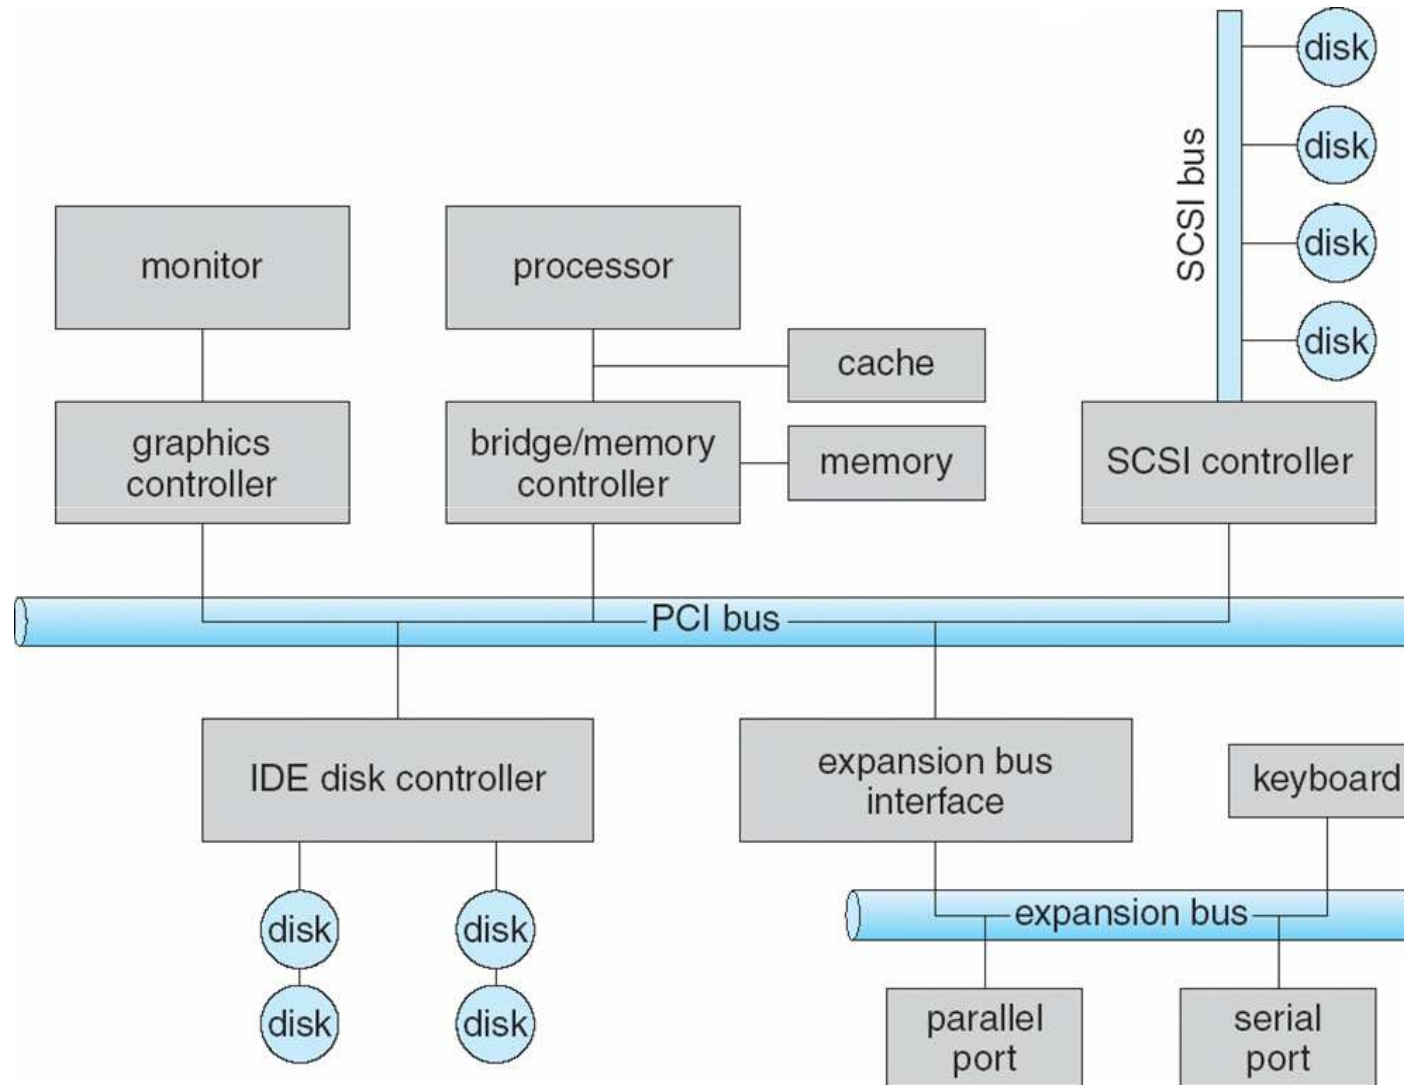 disk
disk
SCSI bus
disk
disk
monitor
processor
cache
graphics
controller
bridge/memory
controller
memory
SCSI controller
PCI bus
IDE disk controller
expansion bus
interface
keyboard
expansion bus
disk
disk
disk
disk
parallel
port
serial
port